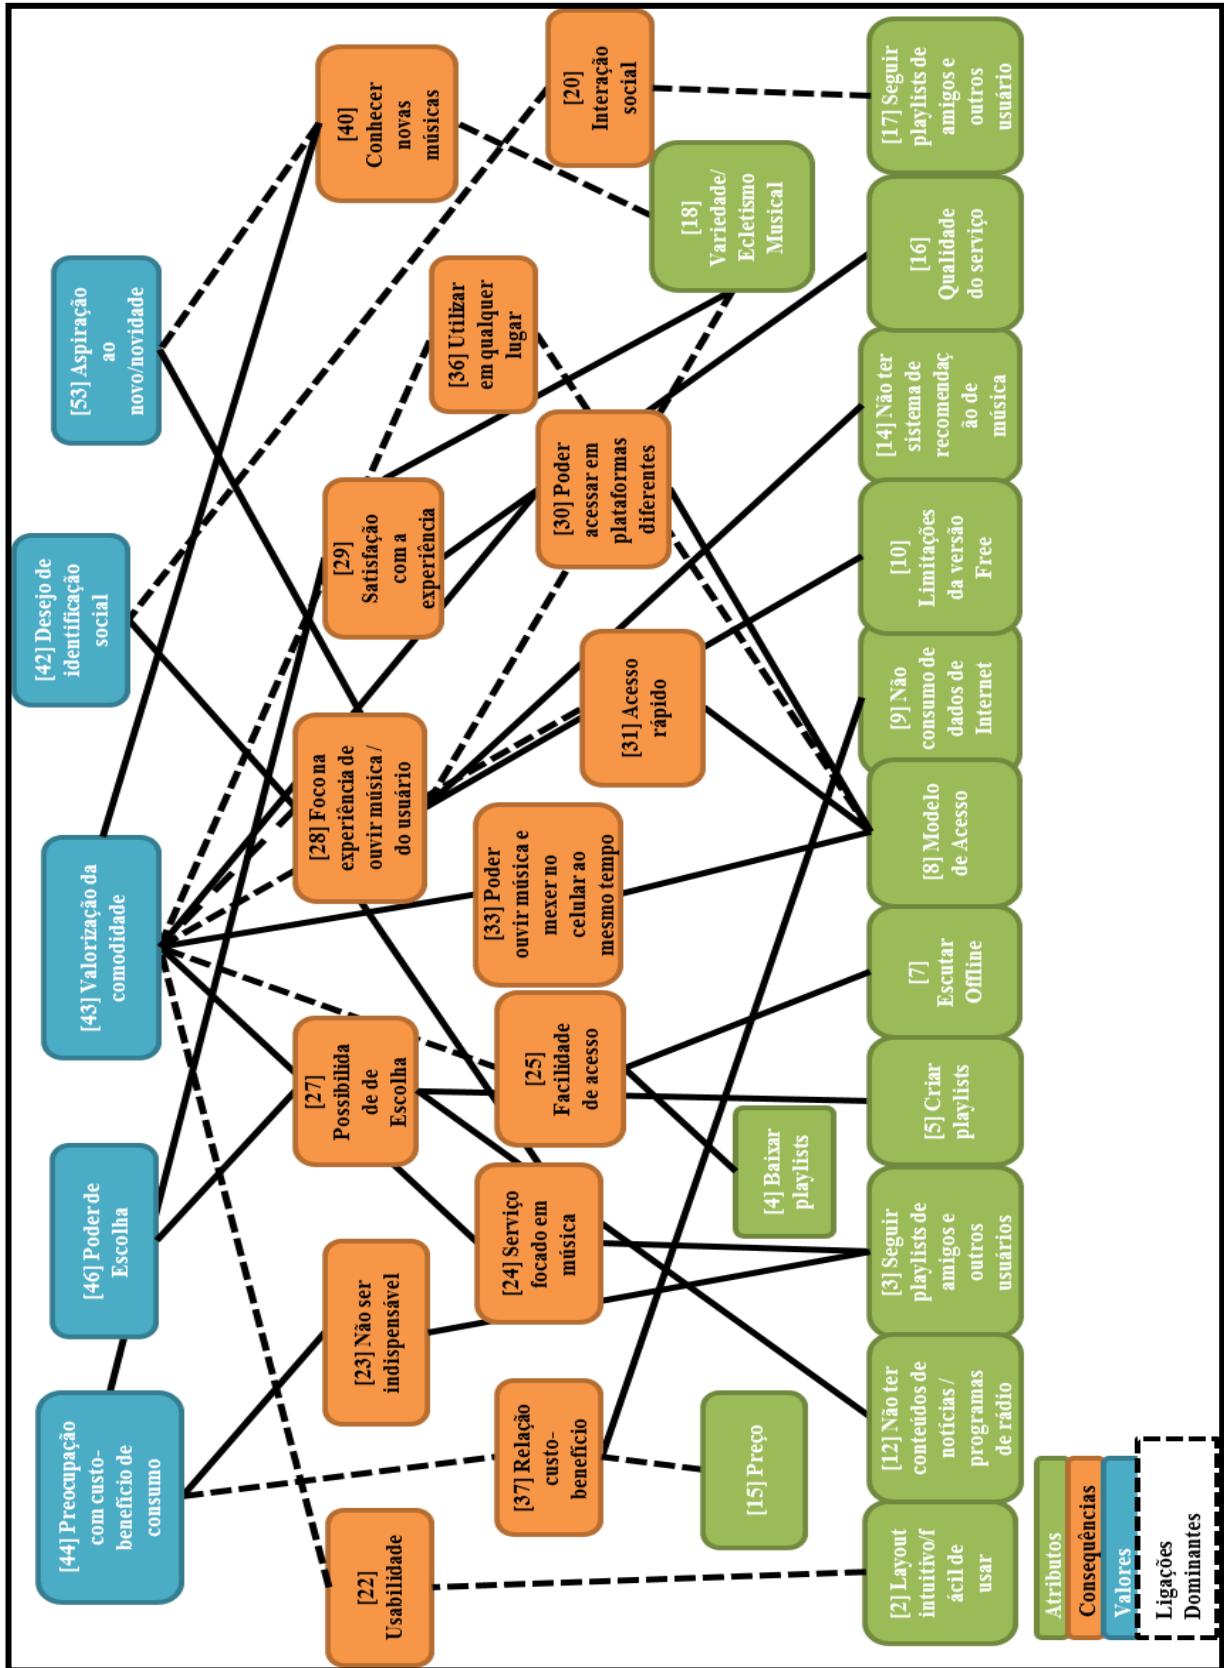 [44] Preocupação
com custo-
benefício de
consumo
[46] Poder de
Escolha
[43] Valorização da
comodidade
[42] Desejo de
identificação
social
[53] Aspiração
ao
novo/novidade
[22]
Usabilidade
[23] Não ser
indispensável
[27]
Possibilida
de de
Escolha
[28] Foco na
experiência de
ouvir música /
do usuário
[29]
Satisfação
com a
experiência
[40]
Conhecer
novas
músicas
[37] Relação
custo-
benefício
[24] Serviço
focado em
música
[25]
Facilidade
de acesso
[33] Poder
ouvir música e
mexer no
celular ao
mesmo tempo
[31] Acesso
rápido
[30] Poder
acessar em
plataformas
diferentes
[36] Utilizar
em qualquer
lugar
[20]
Interação
social
[15] Preço
[4] Baixar
playlists
[18]
Variedade/
Ecletismo
Musical
[2] Layout
intuitivo/f
ácil de
usar
[12] Não ter
conteúdos de
notícias /
programas
de rádio
[3] Seguir
playlists de
amigos e
outros
usuários
[5] Criar
playlists
[7]
Escutar
Offline
[8] Modelo
de Acesso
[9] Não
consumo de
dados de
Internet
[10]
Limitações
da versão
Free
[14] Não ter
sistema de
recomendaç
ão de
música
[16]
Qualidade
do serviço
[17] Seguir
playlists de
amigos e
outros
usuário
Atributos
Consequências
Valores
Ligações
Dominantes